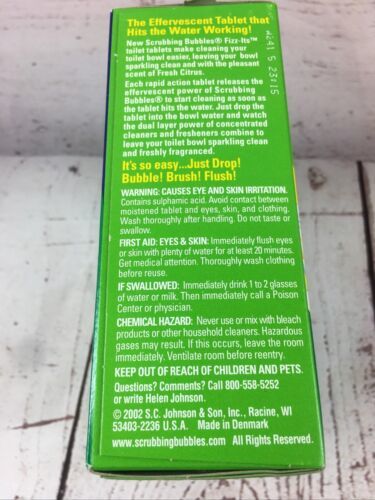 The Effervescent Tablet that
Hits the Water Working!
New Scrubbing Bubbles® Fizz-Its™
tablets make cleaning your
toilet bowl easier, leaving your bowl
sparkling clean and with the pleasant
scent of Fresh Citrus.
Each rapid action tablet releases the
effervescent power of Scrubbing
Bubbles® to start cleaning as soon as
the tablet hits the water. Just drop the
tablet into the bowl water and watch
the dual layer power of concentrated
cleaners and fresheners combine to
leave your toilet bowl sparkling clean
and freshly fragranced.
It's so easy...Just Drop!
Bubble! Brush! Flush!
WARNING: CAUSES EYE AND SKIN IRRITATION.
Contains sulphamic acid. Avoid contact between
moistened tablet and eyes, skin, and clothing.
Wash thoroughly after handling. Do not taste or
swallow.
FIRST AID: EYES & SKIN: Immediately flush eyes
or skin with plenty of water for at least 20 minutes.
Get medical attention. Thoroughly wash clothing
before reuse.
IF SWALLOWED: Immediately drink 1 to 2 glasses
of water or milk. Then immediately call a Poison
Center or physician.
CHEMICAL HAZARD: Never use or mix with bleach
products or other household cleaners. Hazardous
gases may result. If this occurs, leave the room
immediately. Ventilate room before reentry.
KEEP OUT OF REACH OF CHILDREN AND PETS.
Questions? Comments? Call 800-558-5252
or write Helen Johnson.
© 2002 S.C. Johnson & Son, Inc., Racine, WI
53403-2236 U.S.A. Made in Denmark
www.scrubbingbubbles.com All Rights Reserved.
5 23:15